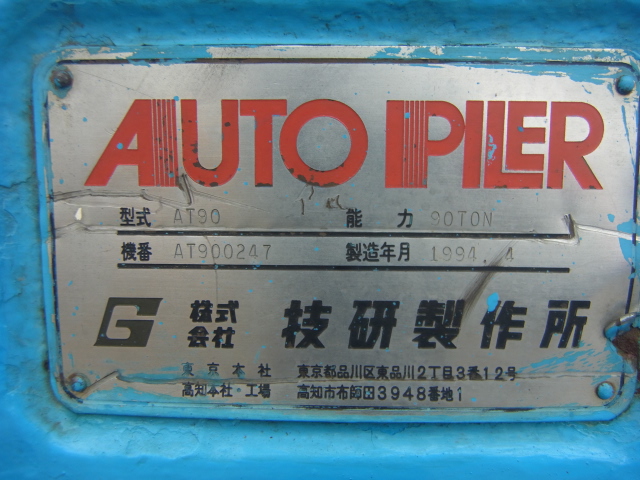 AUTO PILER
型式 AT90 能力 90TON
機番 AT900247 製造年月 1994. 4
G 株式会社 技研製作所
東京本社 東京都品川区東品川2丁目3番12号
高知本社・工場 高知市布師田3948番地1